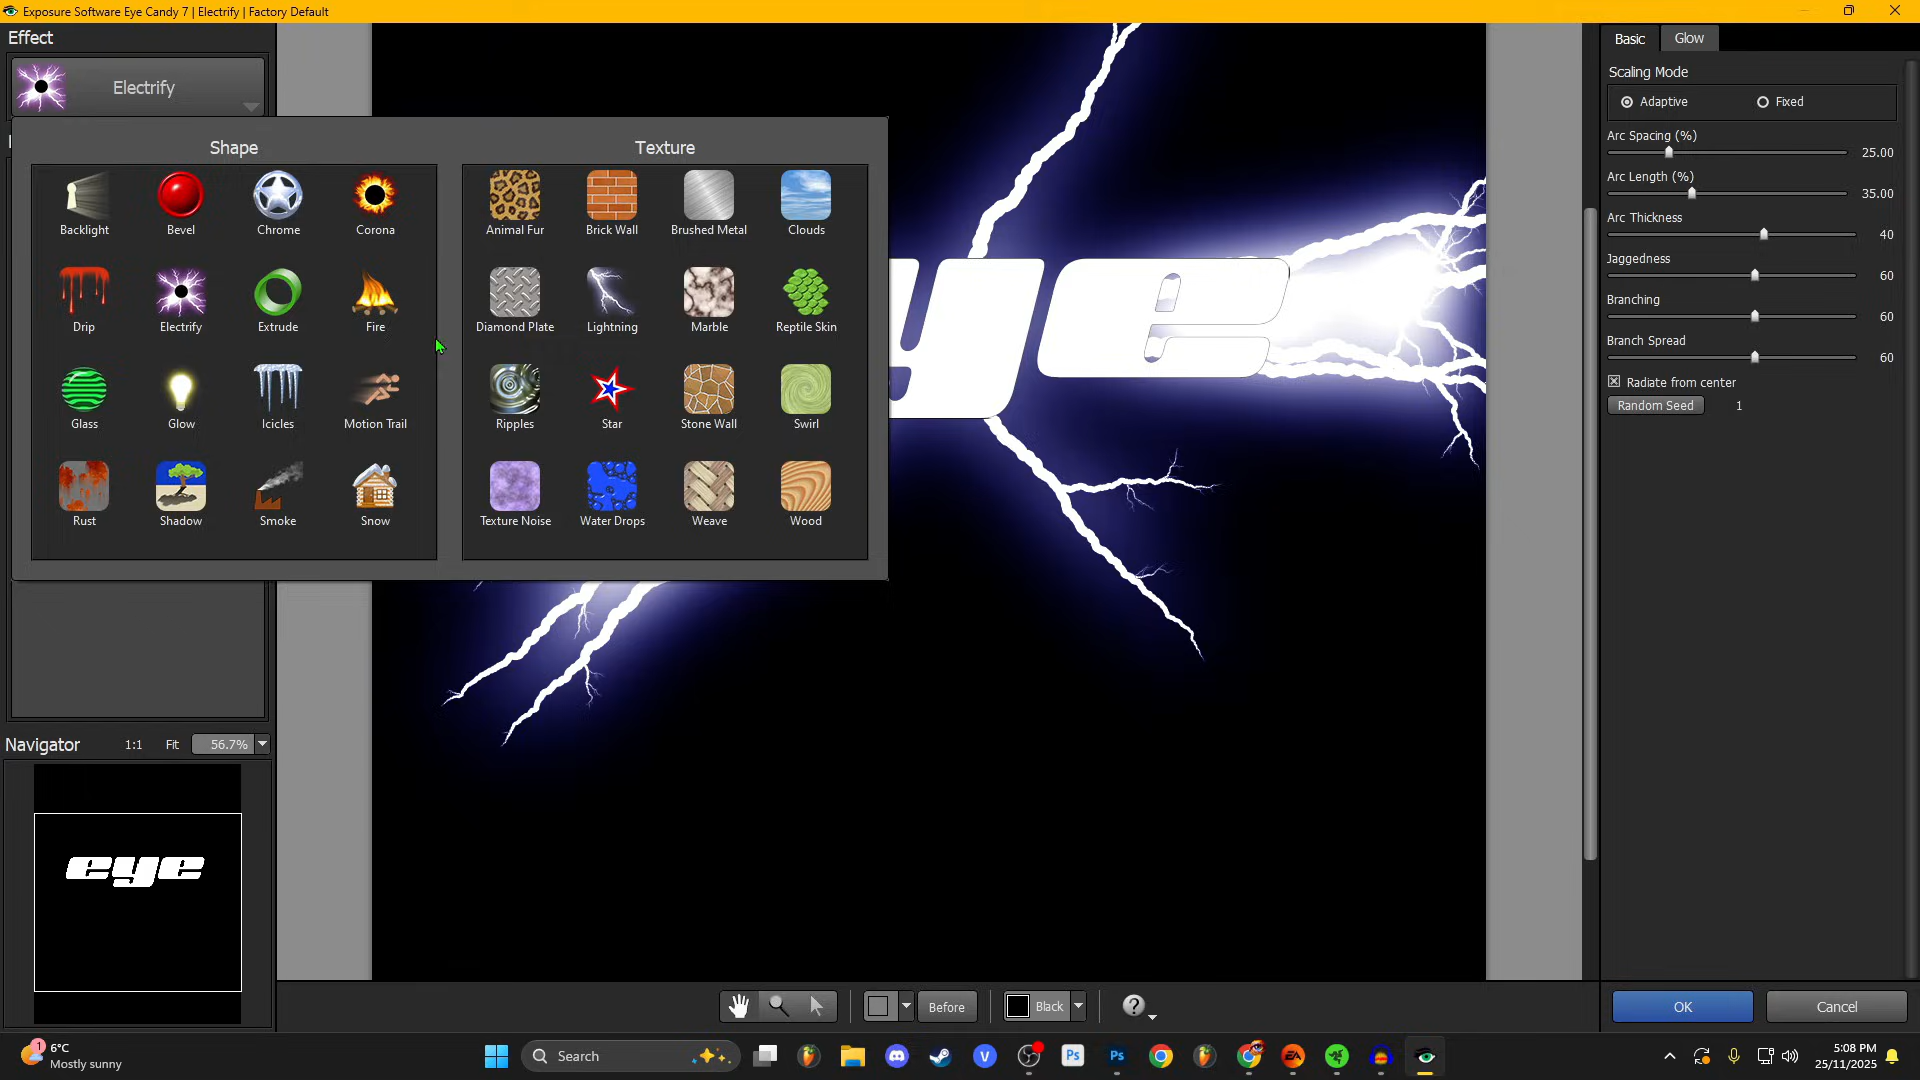 Exposure Software Eye Candy 7 | Electrify | Factory Default
Effect
Electrify
Shape
Backlight Bevel Chrome Corona
Drip Electrify Extrude Fire
Glass Glow Icicles Motion Trail
Rust Shadow Smoke Snow
Texture
Animal Fur Brick Wall Brushed Metal Clouds
Diamond Plate Lightning Marble Reptile Skin
Ripples Star Stone Wall Swirl
Texture Noise Water Drops Weave Wood
ye
Navigator 1:1 Fit 56.7%
eye
Basic Glow
Scaling Mode
Adaptive Fixed
Arc Spacing (%)
25.00
Arc Length (%)
35.00
Arc Thickness
40
Jaggedness
60
Branching
60
Branch Spread
60
Radiate from center
Random Seed 1
Before Black ?
OK Cancel
1
6°C
Mostly sunny
Search
V
Ps
Ps
EA
5:08 PM
25/11/2025